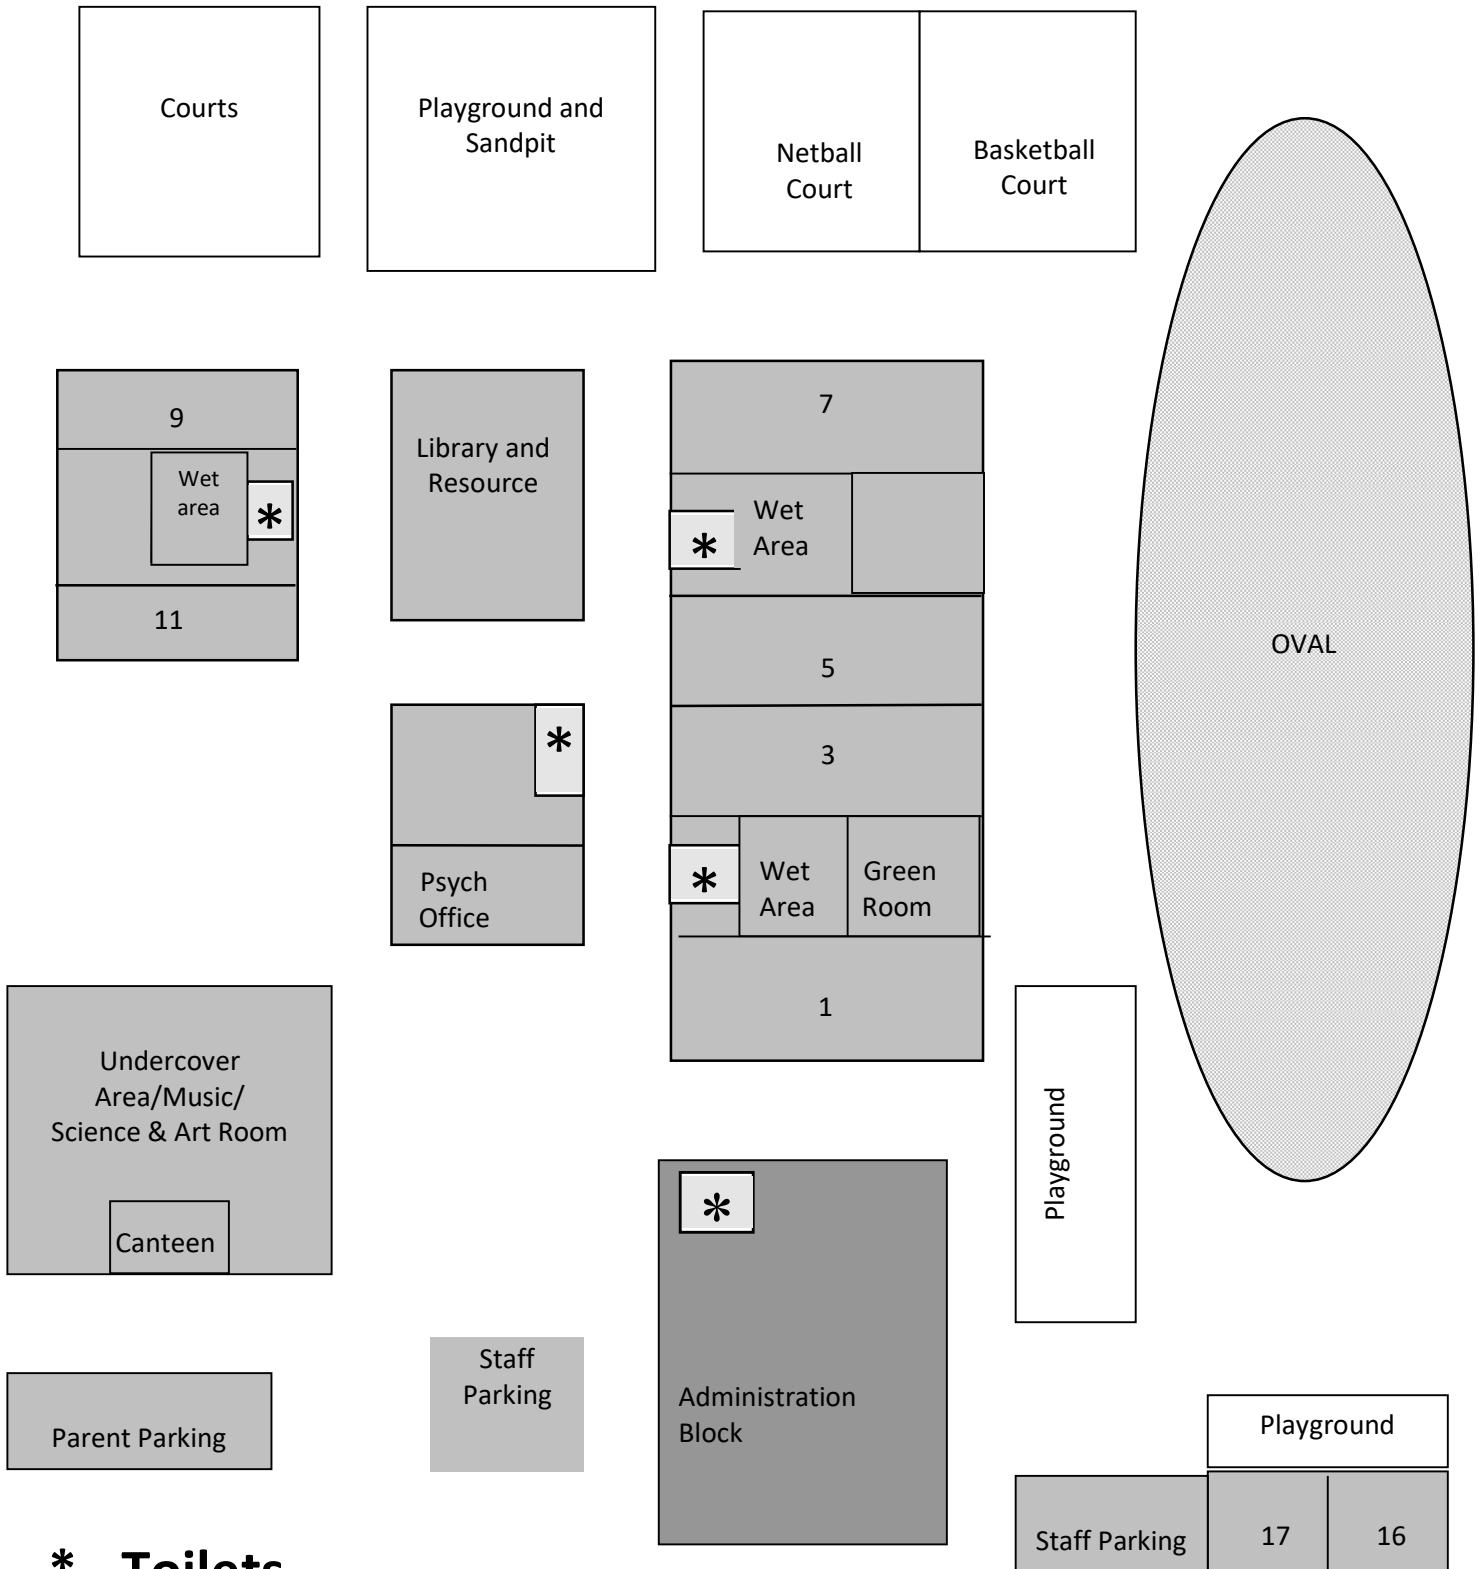 Courts
Playground and
Sandpit
Netball
Court
Basketball
Court
9
Wet
area
*
11
Library and
Resource
7
Wet
Area
*
5
3
*
Wet
Area
Green
Room
1
OVAL
*
Psych
Office
Undercover
Area/Music/
Science & Art Room
Canteen
Playground
*
Administration
Block
Staff
Parking
Parent Parking
Playground
Staff Parking
17
16
* Toilets